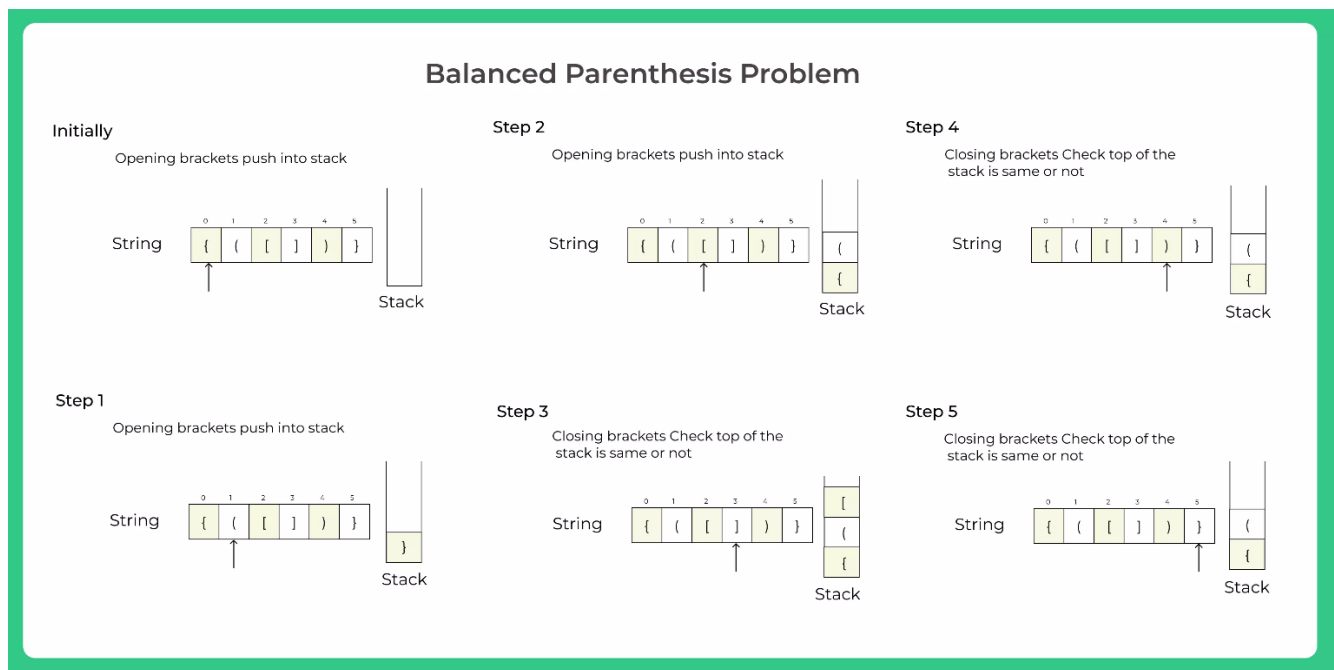 Balanced Parenthesis Problem
Initially
Opening brackets push into stack
0 1 2 3 4 5
String { ( [ ] ) }
Stack
Step 1
Opening brackets push into stack
0 1 2 3 4 5
String { ( [ ] ) }
}
Stack
Step 2
Opening brackets push into stack
0 1 2 3 4 5
String { ( [ ] ) }
(
{
Stack
Step 3
Closing brackets Check top of the
stack is same or not
0 1 2 3 4 5
String { ( [ ] ) }
[
(
{
Stack
Step 4
Closing brackets Check top of the
stack is same or not
0 1 2 3 4 5
String { ( [ ] ) }
(
{
Stack
Step 5
Closing brackets Check top of the
stack is same or not
0 1 2 3 4 5
String { ( [ ] ) }
(
{
Stack